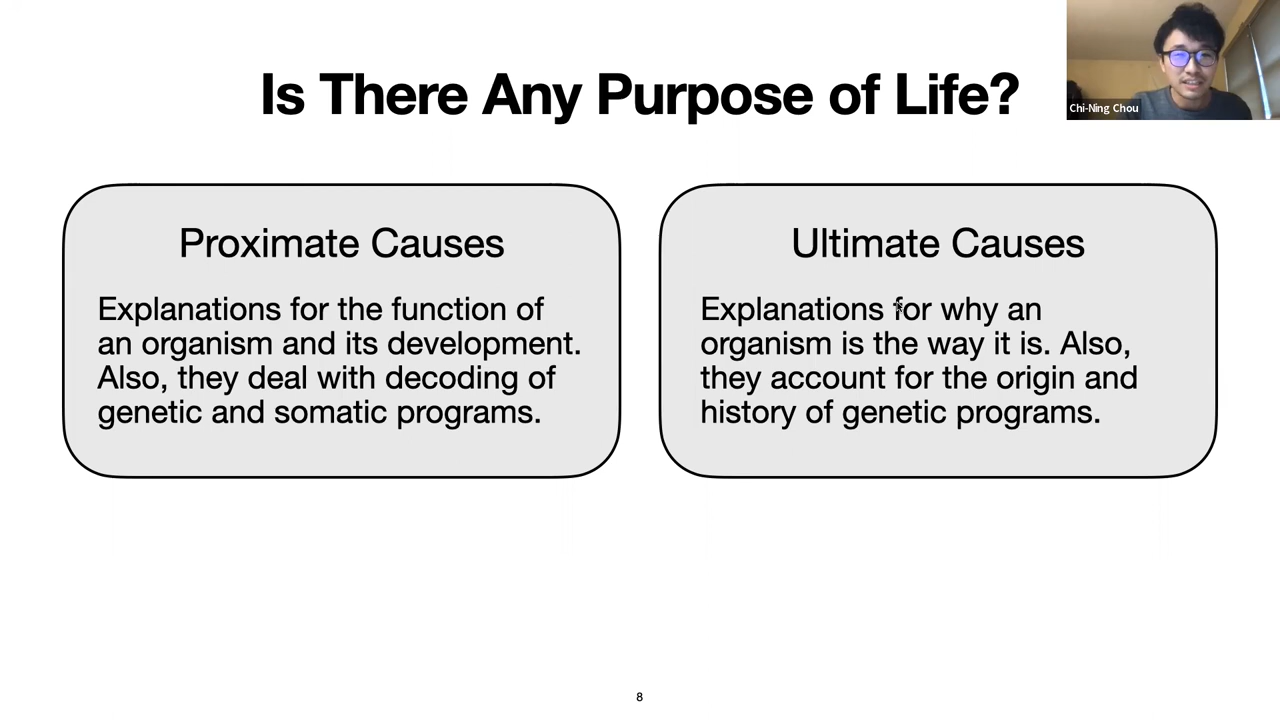 Is There Any Purpose of Life?
Chi-Ning Chou
Proximate Causes
Explanations for the function of
an organism and its development.
Also, they deal with decoding of
genetic and somatic programs.
Ultimate Causes
Explanations for why an
organism is the way it is. Also,
they account for the origin and
history of genetic programs.
8